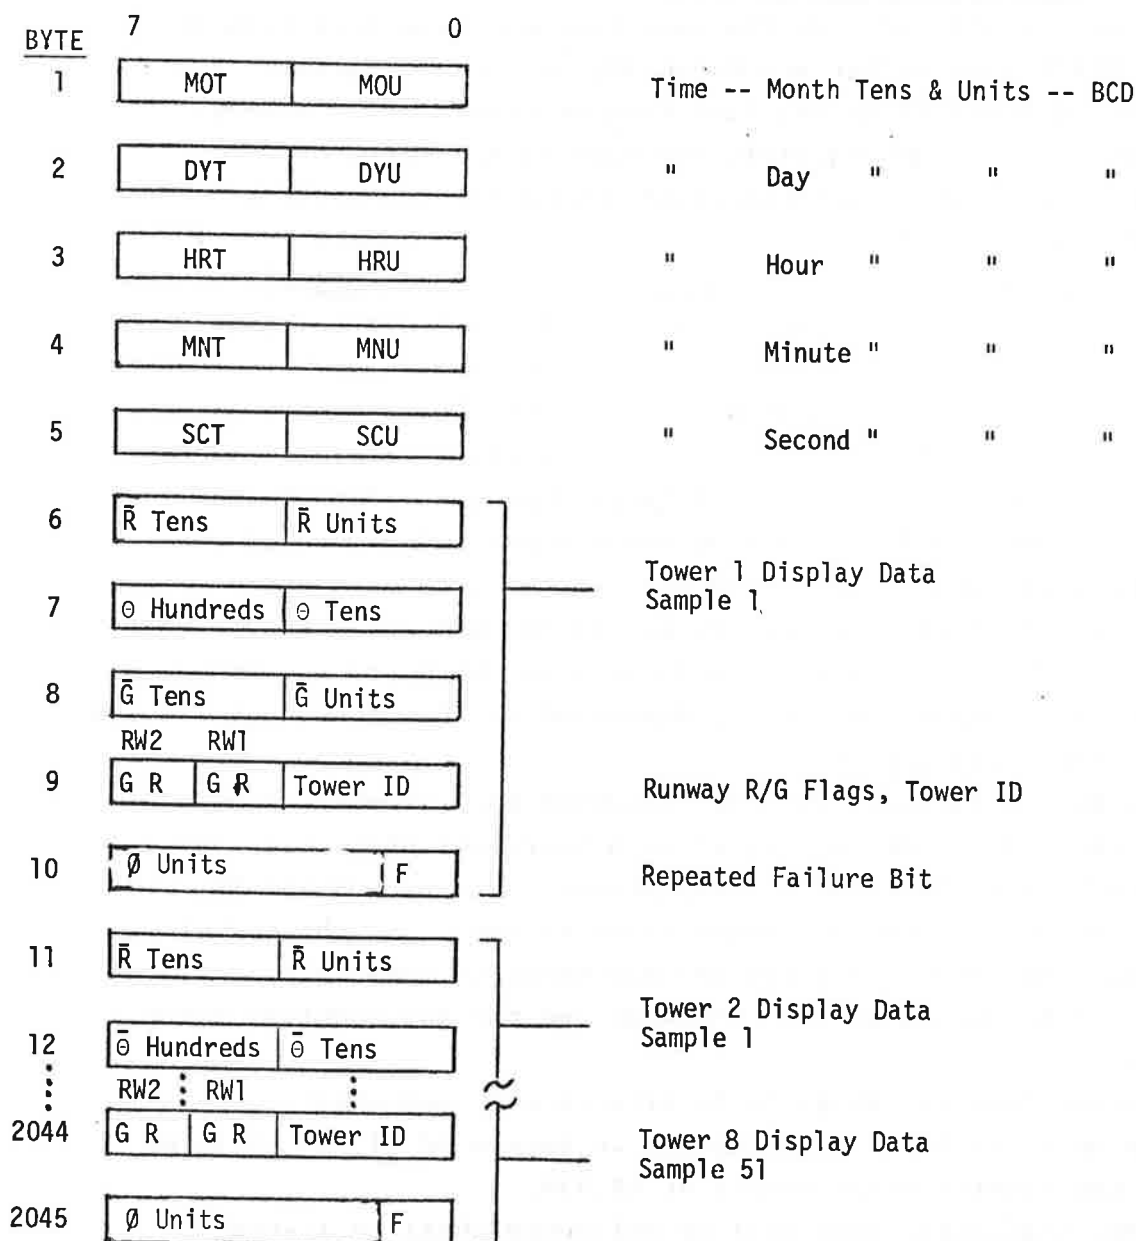 7 0
BYTE
1 MOT MOU Time -- Month Tens & Units -- BCD
2 DYT DYU " Day " " "
3 HRT HRU " Hour " " "
4 MNT MNU " Minute " " "
5 SCT SCU " Second " " "
6 R̄ Tens R̄ Units
Tower 1 Display Data
7 Θ Hundreds Θ Tens Sample 1
8 Ḡ Tens Ḡ Units
RW2 RW1
9 G R G R Tower ID Runway R/G Flags, Tower ID
10 Ø Units F Repeated Failure Bit
11 R̄ Tens R̄ Units
Tower 2 Display Data
12 Θ̄ Hundreds Θ̄ Tens Sample 1
RW2 RW1
2044 G R G R Tower ID Tower 8 Display Data
Sample 51
2045 Ø Units F